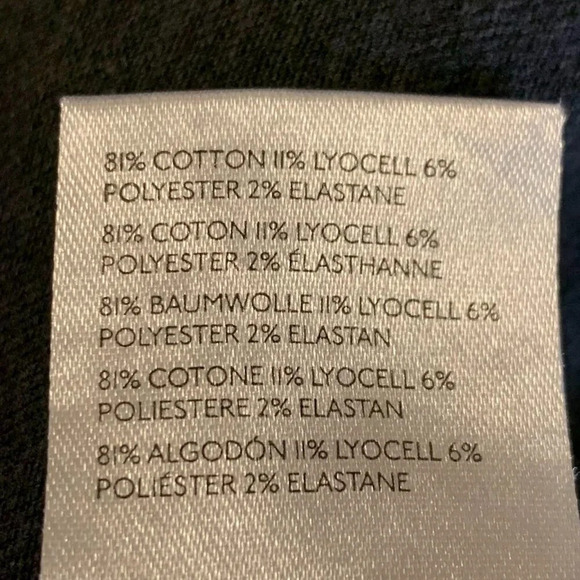 81% COTTON 11% LYOCELL 6%
POLYESTER 2% ELASTANE
81% COTON 11% LYOCELL 6%
POLYESTER 2% ÉLASTHANNE
81% BAUMWOLLE 11% LYOCELL 6%
POLYESTER 2% ELASTAN
81% COTONE 11% LYOCELL 6%
POLIESTERE 2% ELASTAN
81% ALGODÓN 11% LYOCELL 6%
POLIÉSTER 2% ELASTANE